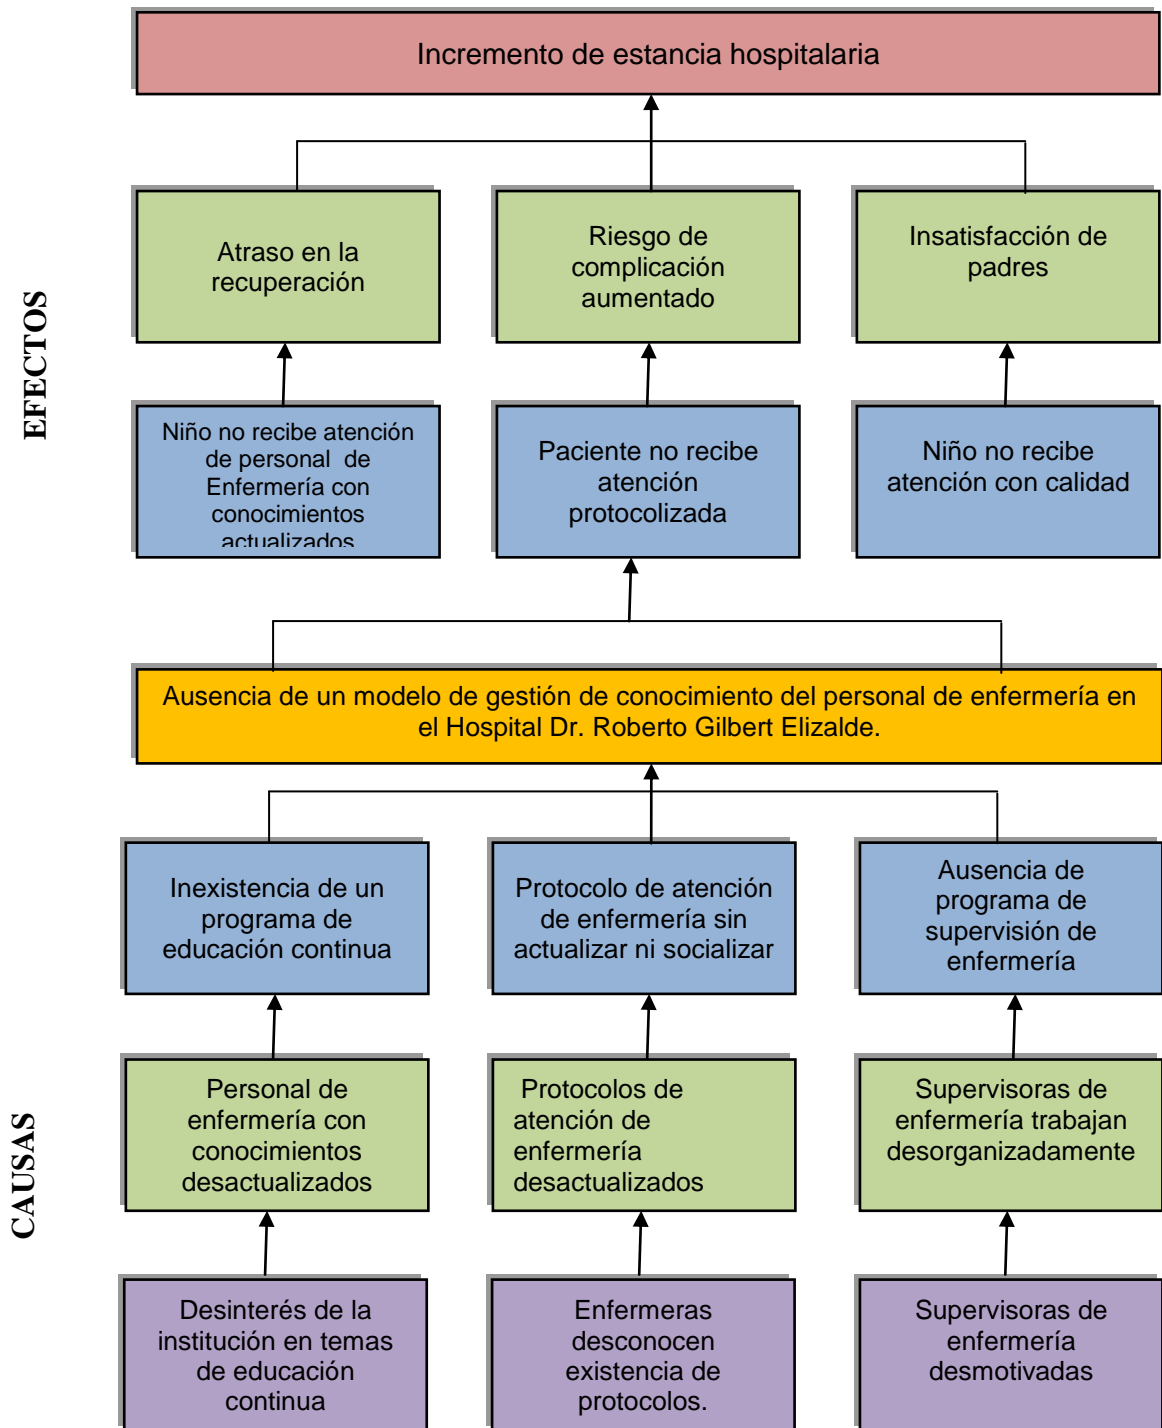 Incremento de estancia hospitalaria
EFECTOS
Atraso en la
recuperación
Riesgo de
complicación
aumentado
Insatisfacción de
padres
Niño no recibe atención
de personal de
Enfermería con
conocimientos
actualizados
Paciente no recibe
atención
protocolizada
Niño no recibe
atención con calidad
Ausencia de un modelo de gestión de conocimiento del personal de enfermería en
el Hospital Dr. Roberto Gilbert Elizalde.
CAUSAS
Inexistencia de un
programa de
educación continua
Protocolo de atención
de enfermería sin
actualizar ni socializar
Ausencia de
programa de
supervisión de
enfermería
Personal de
enfermería con
conocimientos
desactualizados
Protocolos de
atención de
enfermería
desactualizados
Supervisoras de
enfermería trabajan
desorganizadamente
Desinterés de la
institución en temas
de educación
continua
Enfermeras
desconocen
existencia de
protocolos.
Supervisoras de
enfermería
desmotivadas